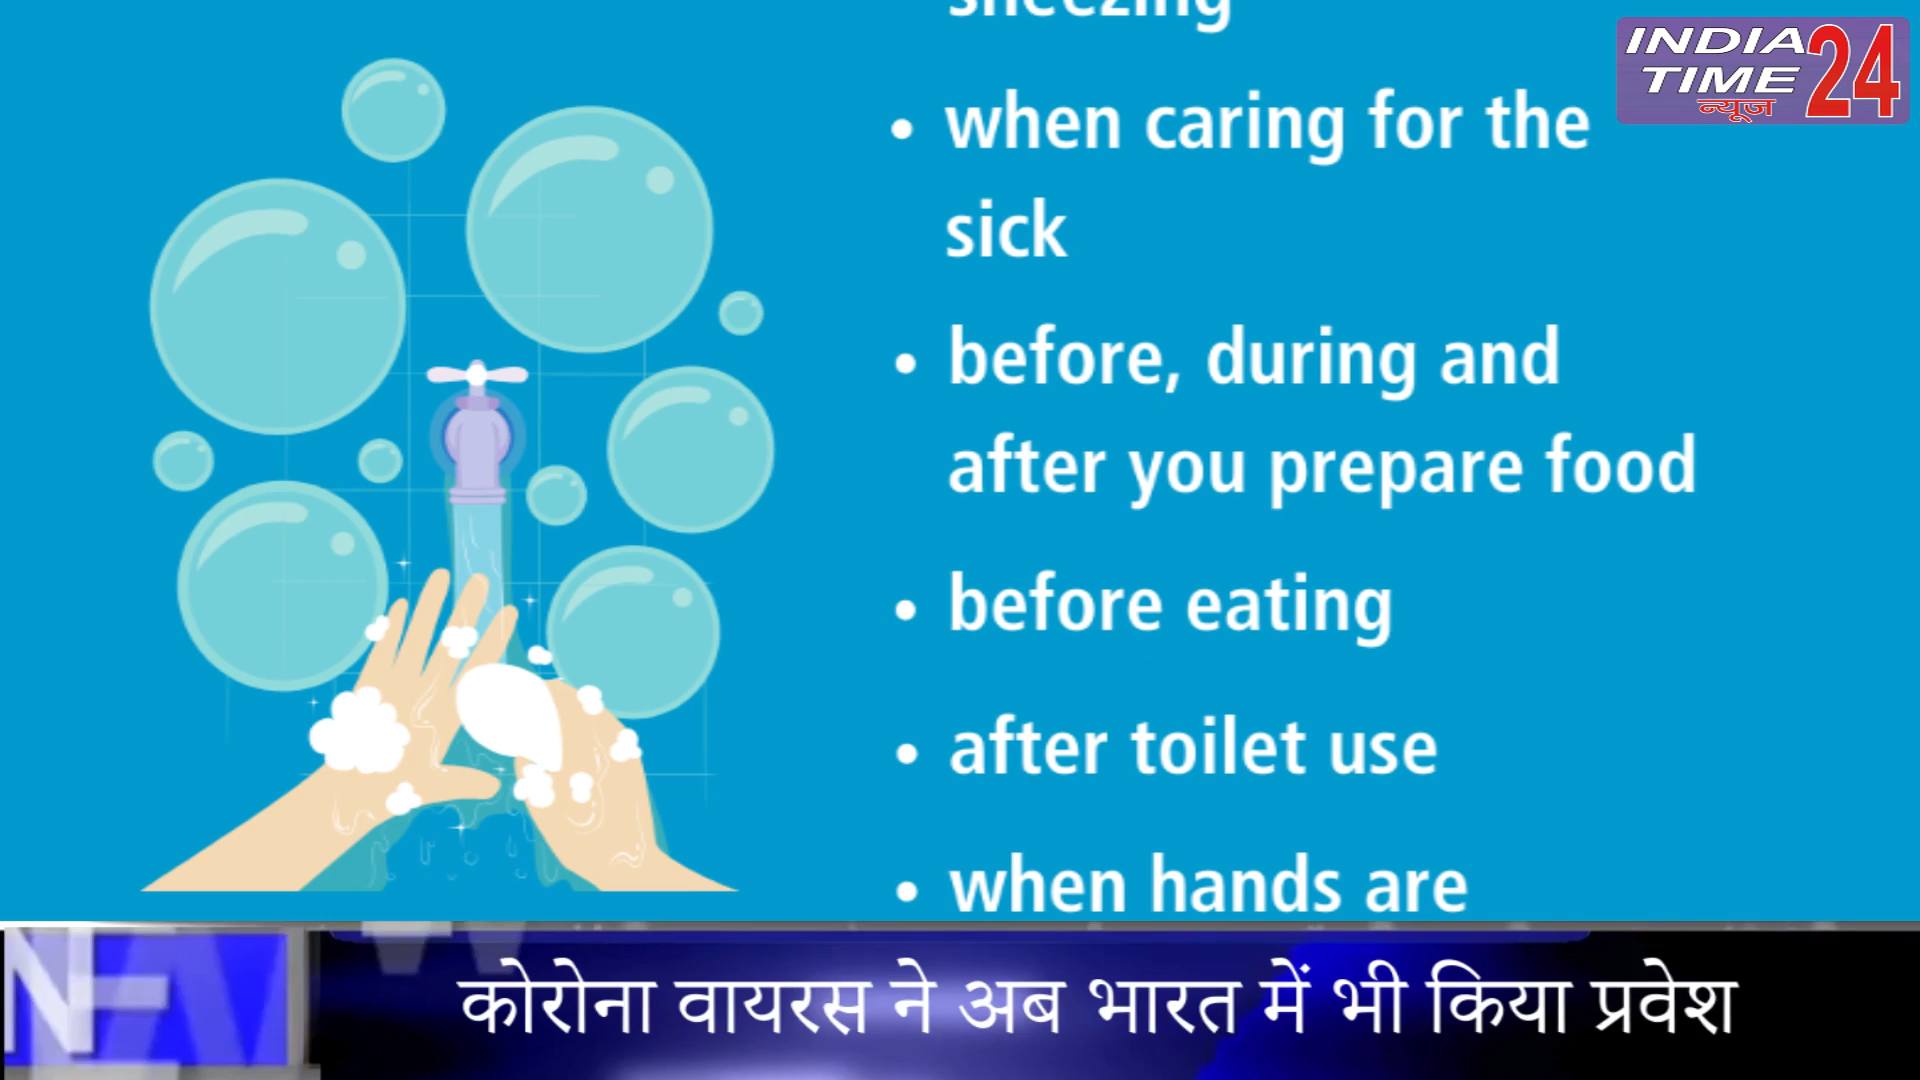 sneezing
INDIA
TIME 24
न्यूज
• when caring for the
sick
• before, during and
after you prepare food
• before eating
• after toilet use
• when hands are
कोरोना वायरस ने अब भारत में भी किया प्रवेश